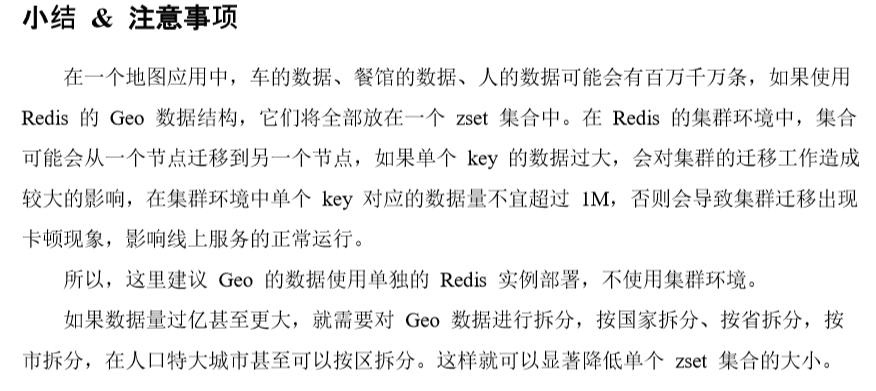 小结 & 注意事项
在一个地图应用中，车的数据、餐馆的数据、人的数据可能会有百万千万条，如果使用
Redis 的 Geo 数据结构，它们将全部放在一个 zset 集合中。在 Redis 的集群环境中，集合
可能会从一个节点迁移到另一个节点，如果单个 key 的数据过大，会对集群的迁移工作造成
较大的影响，在集群环境中单个 key 对应的数据量不宜超过 1M，否则会导致集群迁移出现
卡顿现象，影响线上服务的正常运行。
所以，这里建议 Geo 的数据使用单独的 Redis 实例部署，不使用集群环境。
如果数据量过亿甚至更大，就需要对 Geo 数据进行拆分，按国家拆分、按省拆分，按
市拆分，在人口特大城市甚至可以按区拆分。这样就可以显著降低单个 zset 集合的大小。